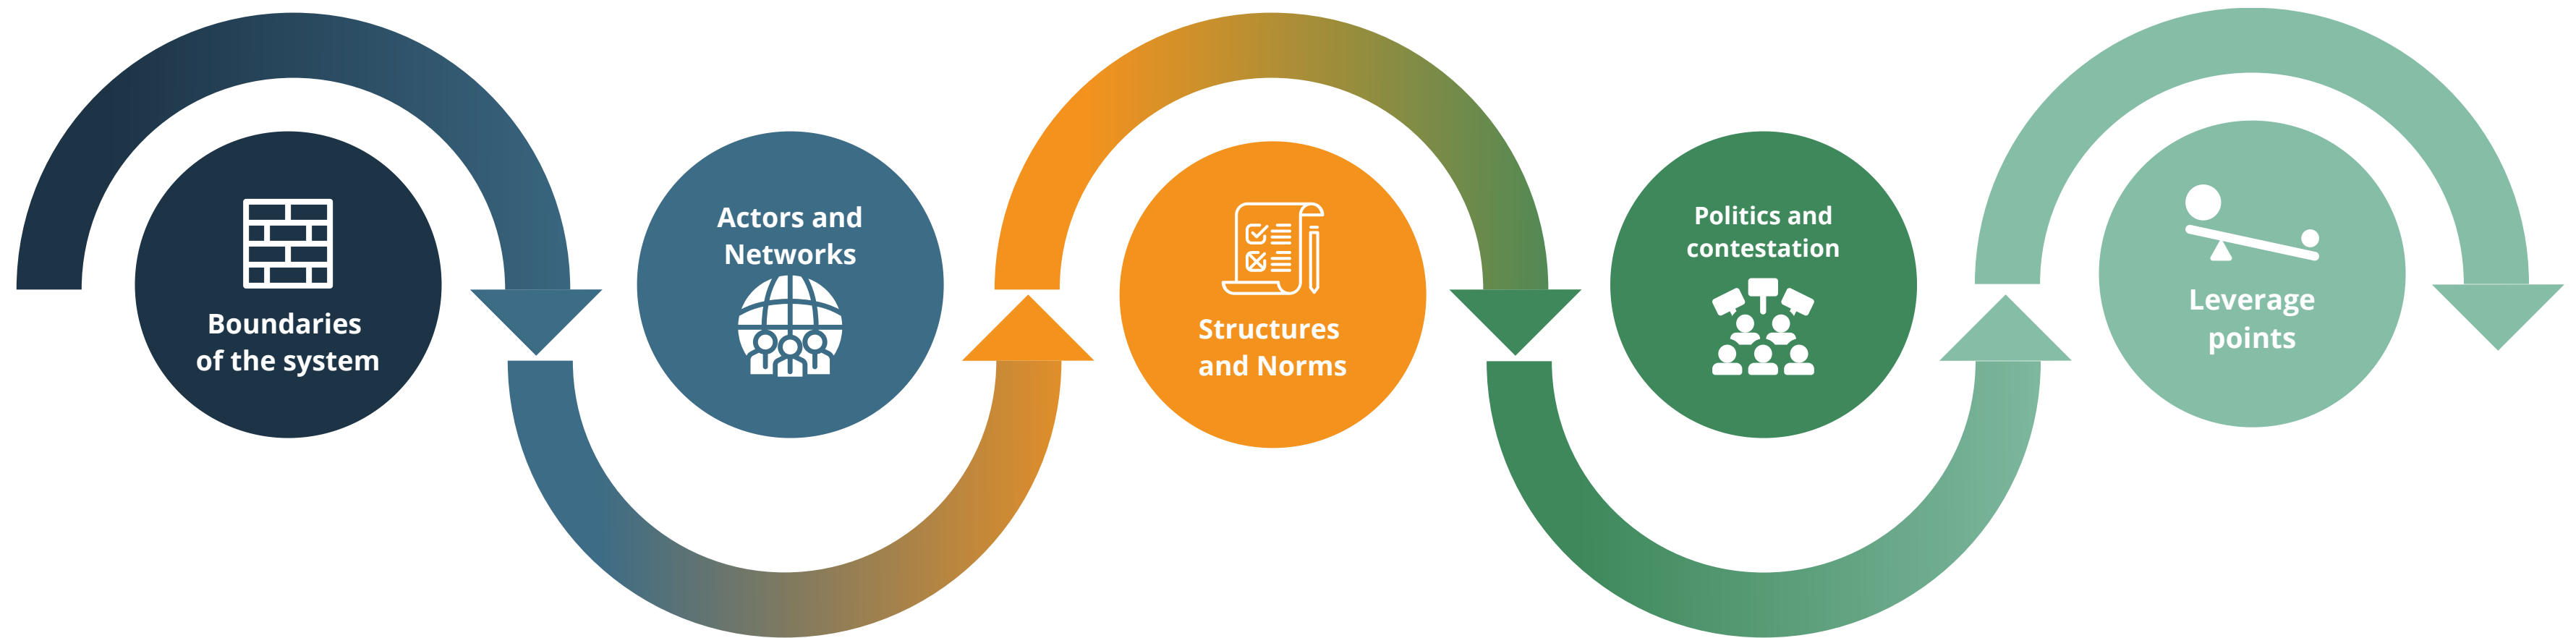 Boundaries
of the system
Actors and
Networks
Structures
and Norms
Politics and
contestation
Leverage
points